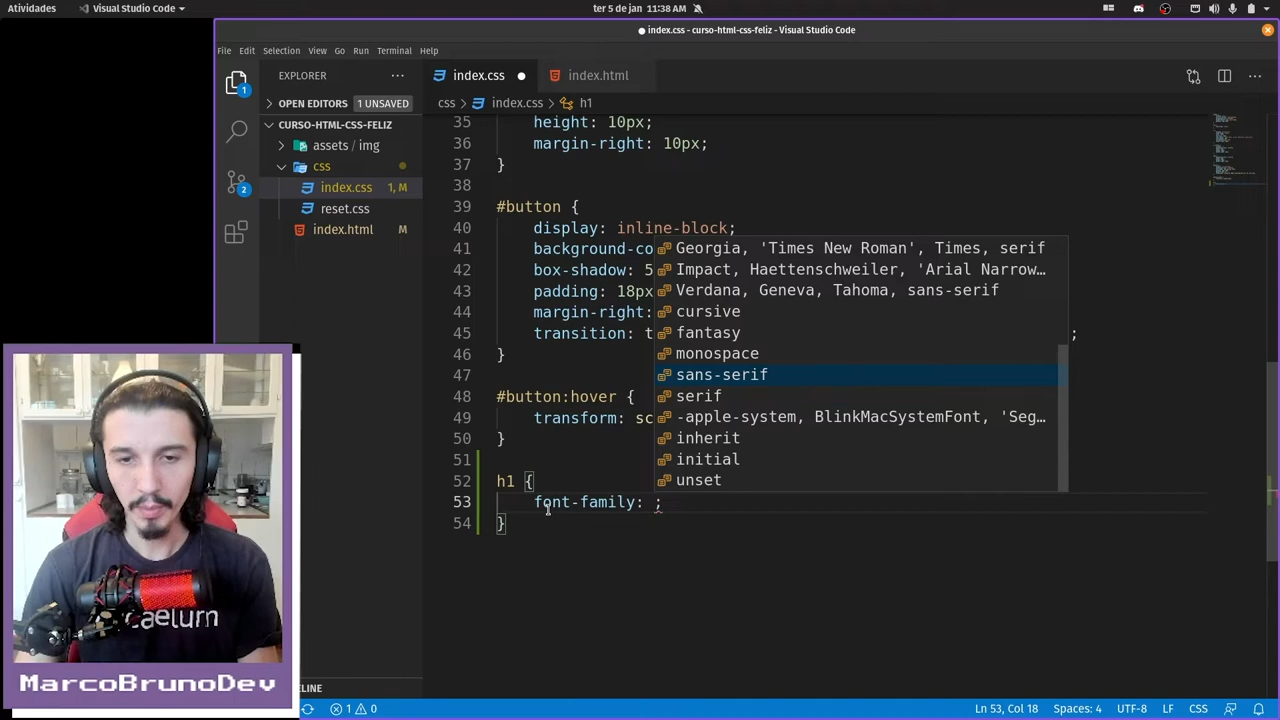 Atividades
Visual Studio Code
ter 5 de jan 11:38 AM
● index.css - curso-html-css-feliz - Visual Studio Code
File Edit Selection View Go Run Terminal Help
EXPLORER
index.css
index.html
OPEN EDITORS 1 UNSAVED
css > index.css > h1
CURSO-HTML-CSS-FELIZ
assets / img
css
index.css 1, M
reset.css
index.html M
1
2
35 height: 10px;
36 margin-right: 10px;
37 }
38
39 #button {
40 display: inline-block;
41 background-co
42 box-shadow: 5
43 padding: 18px
44 margin-right:
45 transition: t ;
46 }
47
48 #button:hover {
49 transform: sc
50 }
51
52 h1 {
53 font-family: ;
54 }
Georgia, 'Times New Roman', Times, serif
Impact, Haettenschweiler, 'Arial Narrow…
Verdana, Geneva, Tahoma, sans-serif
cursive
fantasy
monospace
sans-serif
serif
-apple-system, BlinkMacSystemFont, 'Seg…
inherit
initial
unset
caelum
MarcoBrunoDev
LINE
1 0
Ln 53, Col 18 Spaces: 4 UTF-8 LF CSS